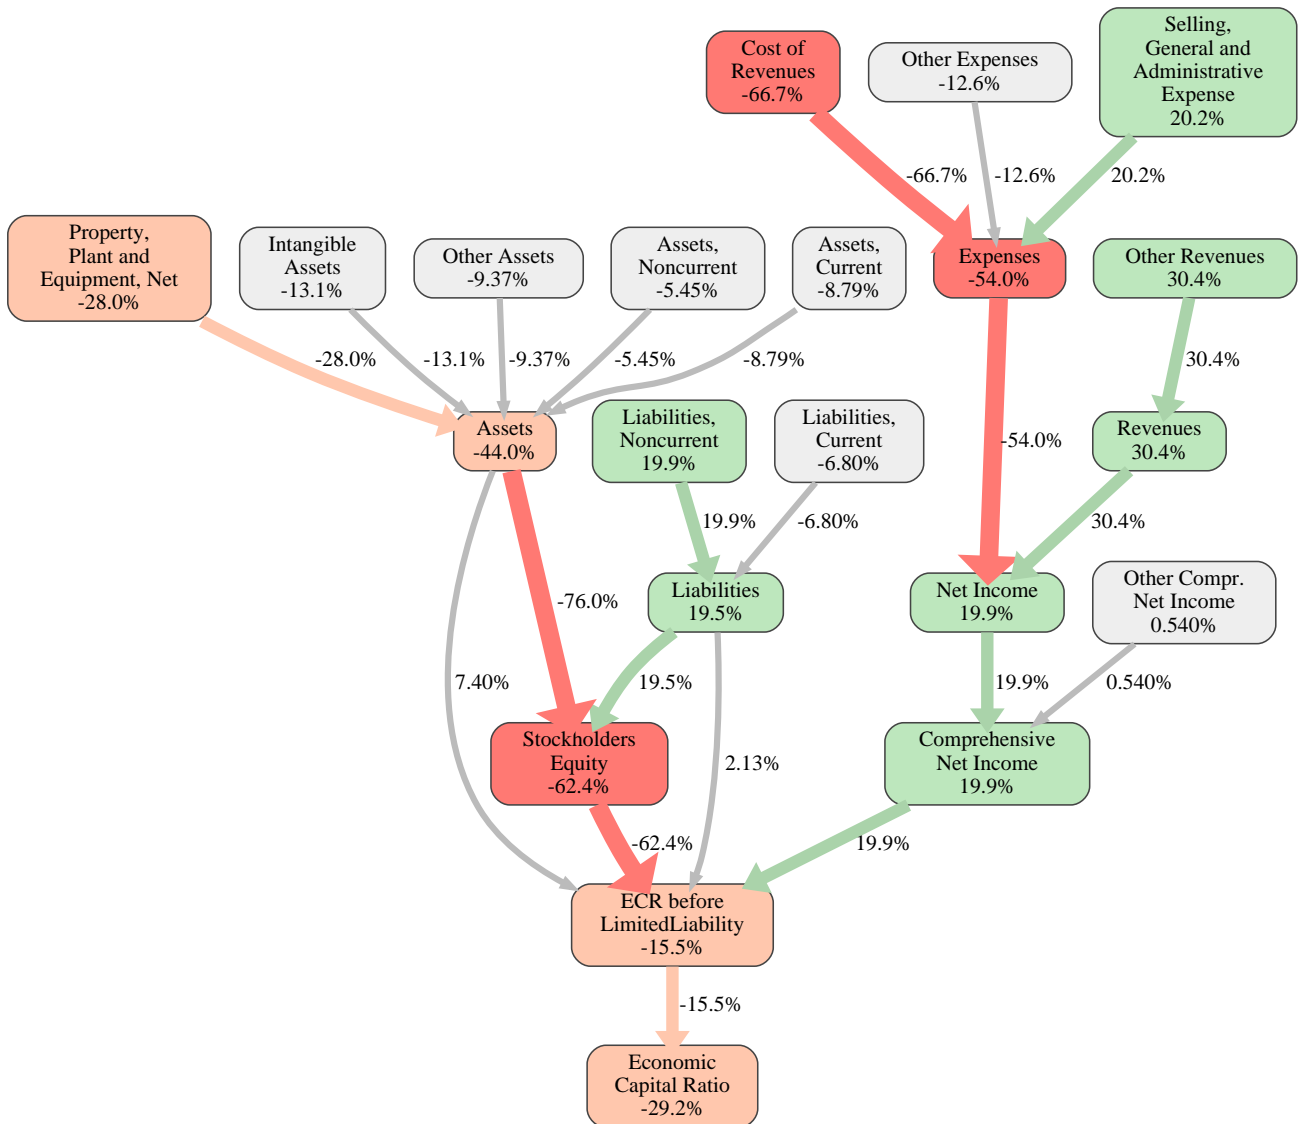 Cost of
Revenues
-66.7%
Other Expenses
-12.6%
Selling,
General and
Administrative
Expense
20.2%
-66.7%
-12.6%
20.2%
Property,
Plant and
Equipment, Net
-28.0%
Intangible
Assets
-13.1%
Other Assets
-9.37%
Assets,
Noncurrent
-5.45%
Assets,
Current
-8.79%
Expenses
-54.0%
Other Revenues
30.4%
-28.0%
-13.1%
-9.37%
-5.45%
-8.79%
30.4%
Assets
-44.0%
Liabilities,
Noncurrent
19.9%
Liabilities,
Current
-6.80%
-54.0%
Revenues
30.4%
19.9%
-6.80%
30.4%
-76.0%
Liabilities
19.5%
Net Income
19.9%
Other Compr.
Net Income
0.540%
7.40%
19.5%
19.9%
0.540%
Stockholders
Equity
-62.4%
2.13%
Comprehensive
Net Income
19.9%
-62.4%
19.9%
ECR before
LimitedLiability
-15.5%
-15.5%
Economic
Capital Ratio
-29.2%